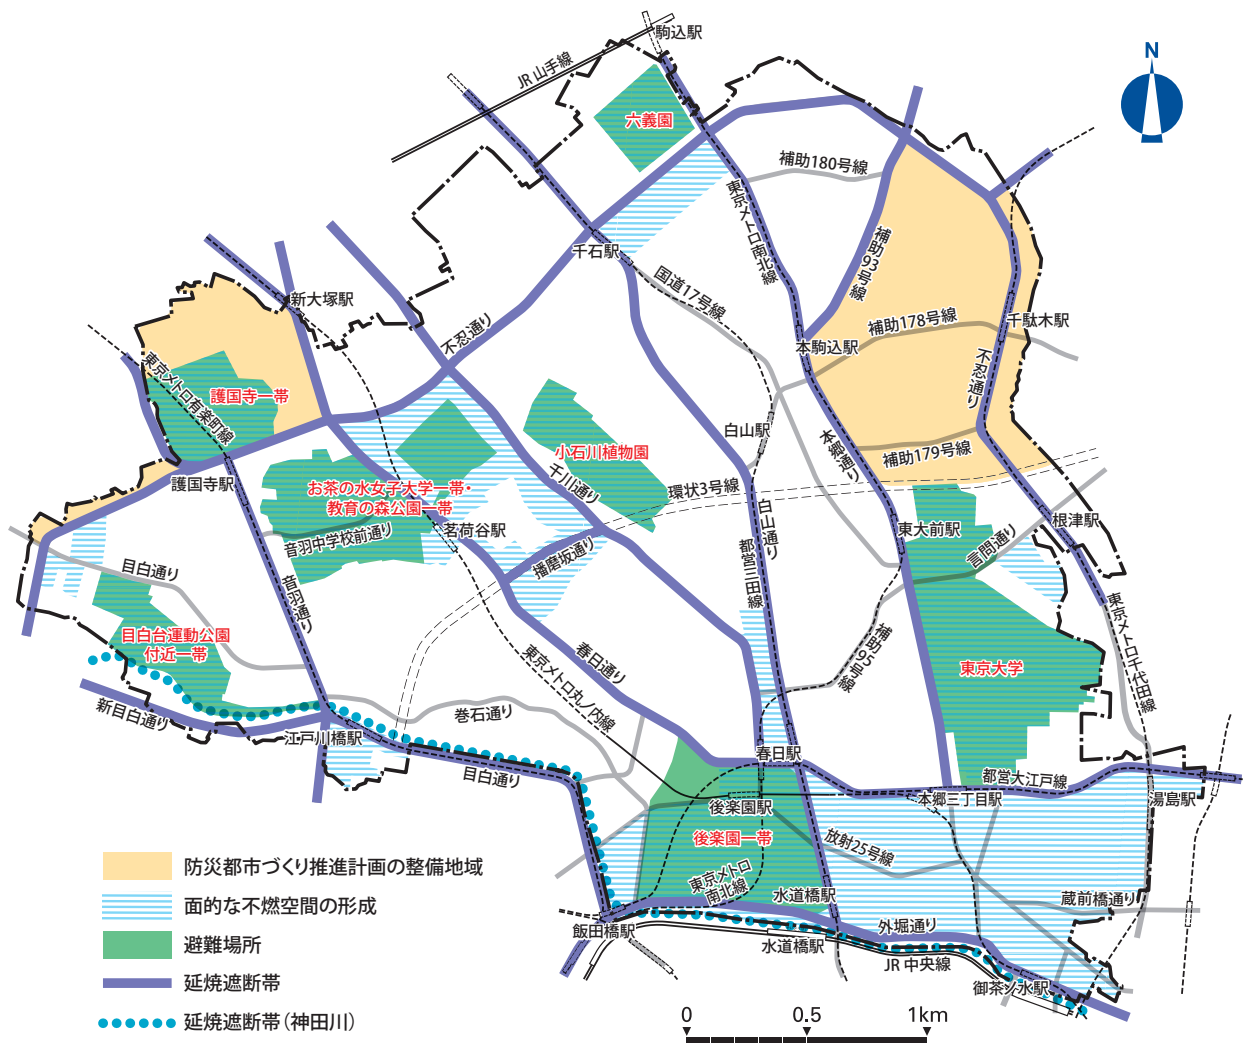 駒込駅
N
JR 山手線
六義園
補助180号線
東京メトロ南北線
補助93号線
千石駅
国道17号線
新大塚駅
不忍通り
補助178号線
千駄木駅
本駒込駅
不忍通り
東京メトロ有楽町線
護国寺一帯
白山駅
本郷通り
小石川植物園
補助179号線
千川通り
環状3号線
護国寺駅
お茶の水女子大学一帯・
教育の森公園一帯
茗荷谷駅
白山通り
都営三田線
東大前駅
根津駅
言問通り
音羽中学校前通り
播磨坂通り
目白通り
音羽通り
東京メトロ千代田線
目白台運動公園
付近一帯
春日通り
補助95号線
東京大学
東京メトロ丸ノ内線
新目白通り
巻石通り
江戸川橋駅
目白通り
春日駅
都営大江戸線
後楽園駅
本郷三丁目駅
湯島駅
後楽園一帯
放射25号線
東京メトロ
南北線
水道橋駅
蔵前橋通り
飯田橋駅
外堀通り
水道橋駅
JR 中央線
御茶ノ水駅
防災都市づくり推進計画の整備地域
面的な不燃空間の形成
避難場所
延焼遮断帯
延焼遮断帯(神田川)
0 0.5 1km